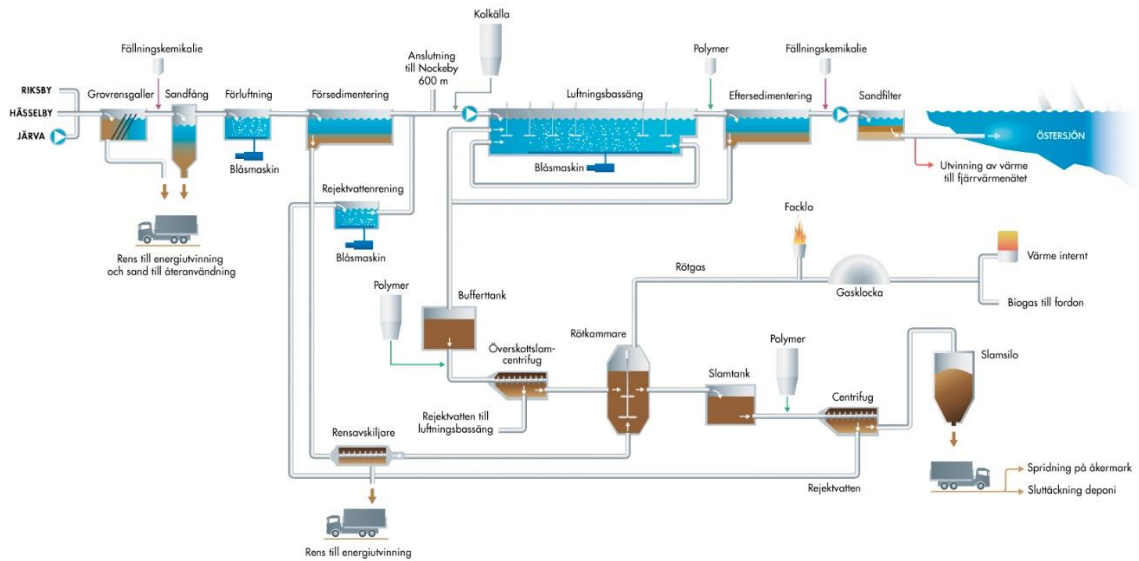 Kolkälla
Fällningskemikalie
Anslutning
till Nockeby
600 m
Polymer
Fällningskemikalie
RIKSBY
HÄSSELBY
JÄRVA
Grovrensgaller
Sandfång
Förluftning
Försedimentering
Luftningsbassäng
Eftersedimentering
Sandfilter
ÖSTERSJÖN
Blåsmaskin
Blåsmaskin
Utvinning av värme
till fjärrvärmenätet
Rejektvattenrening
Blåsmaskin
Rens till energiutvinning
och sand till återanvändning
Fackla
Rötgas
Gasklocka
Värme internt
Biogas till fordon
Polymer
Bufferttank
Överskottslam-
centrifug
Rötkammare
Slamtank
Polymer
Centrifug
Slamsilo
Rejektvatten till
luftningsbassäng
Rensavskiljare
Rejektvatten
Spridning på åkermark
Sluttäckning deponi
Rens till energiutvinning